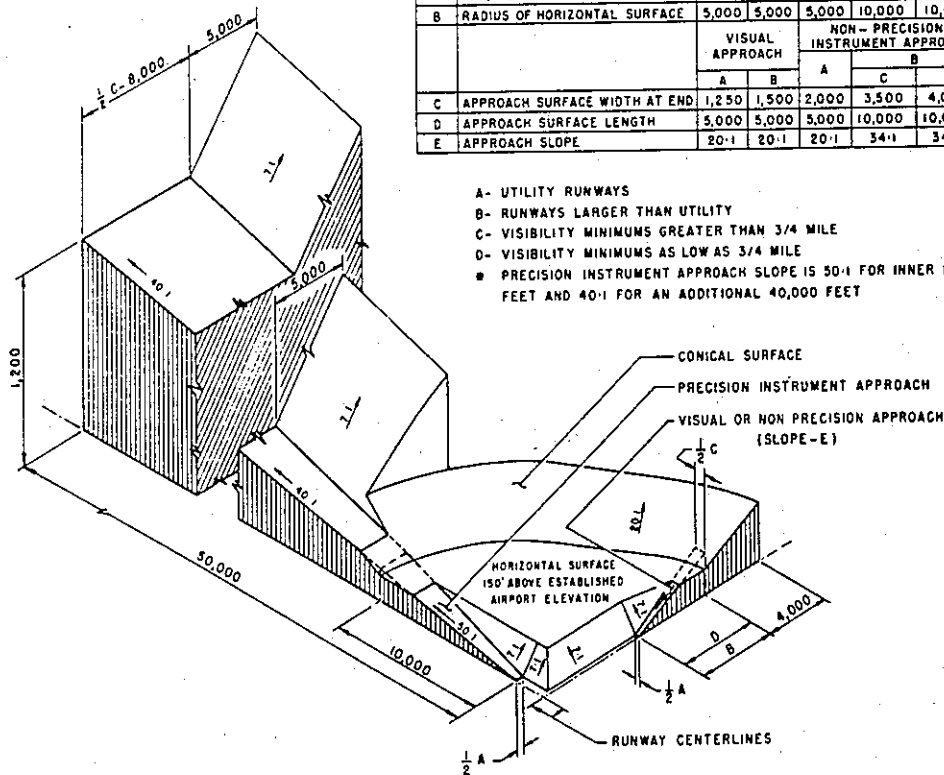 B RADIUS OF HORIZONTAL SURFACE 5,000 5,000 5,000 10,000
VISUAL APPROACH NON-PRECISION
INSTRUMENT
A B A B
C
C APPROACH SURFACE WIDTH AT END 1,250 1,500 2,000 3,500
D APPROACH SURFACE LENGTH 5,000 5,000 5,000 10,000
E APPROACH SLOPE 20:1 20:1 20:1 34:1
A- UTILITY RUNWAYS
B- RUNWAYS LARGER THAN UTILITY
C- VISIBILITY MINIMUMS GREATER THAN 3/4 MILE
D- VISIBILITY MINIMUMS AS LOW AS 3/4 MILE
* PRECISION INSTRUMENT APPROACH SLOPE IS 50:1 FOR INNER
FEET AND 40:1 FOR AN ADDITIONAL 40,000 FEET
5,000
1/2 C-8,000
7:1
40:1
5,000
1,200
7:1
40:1
CONICAL SURFACE
PRECISION INSTRUMENT APPROACH
VISUAL OR NON PRECISION APPROACH
(SLOPE-E)
1/2 C
20:1
HORIZONTAL SURFACE
150' ABOVE ESTABLISHED
AIRPORT ELEVATION
50,000
50:1
10,000
7:1
7:1
7:1
7:1
4,000
D
B
1/2 A
RUNWAY CENTERLINES
1/2 A